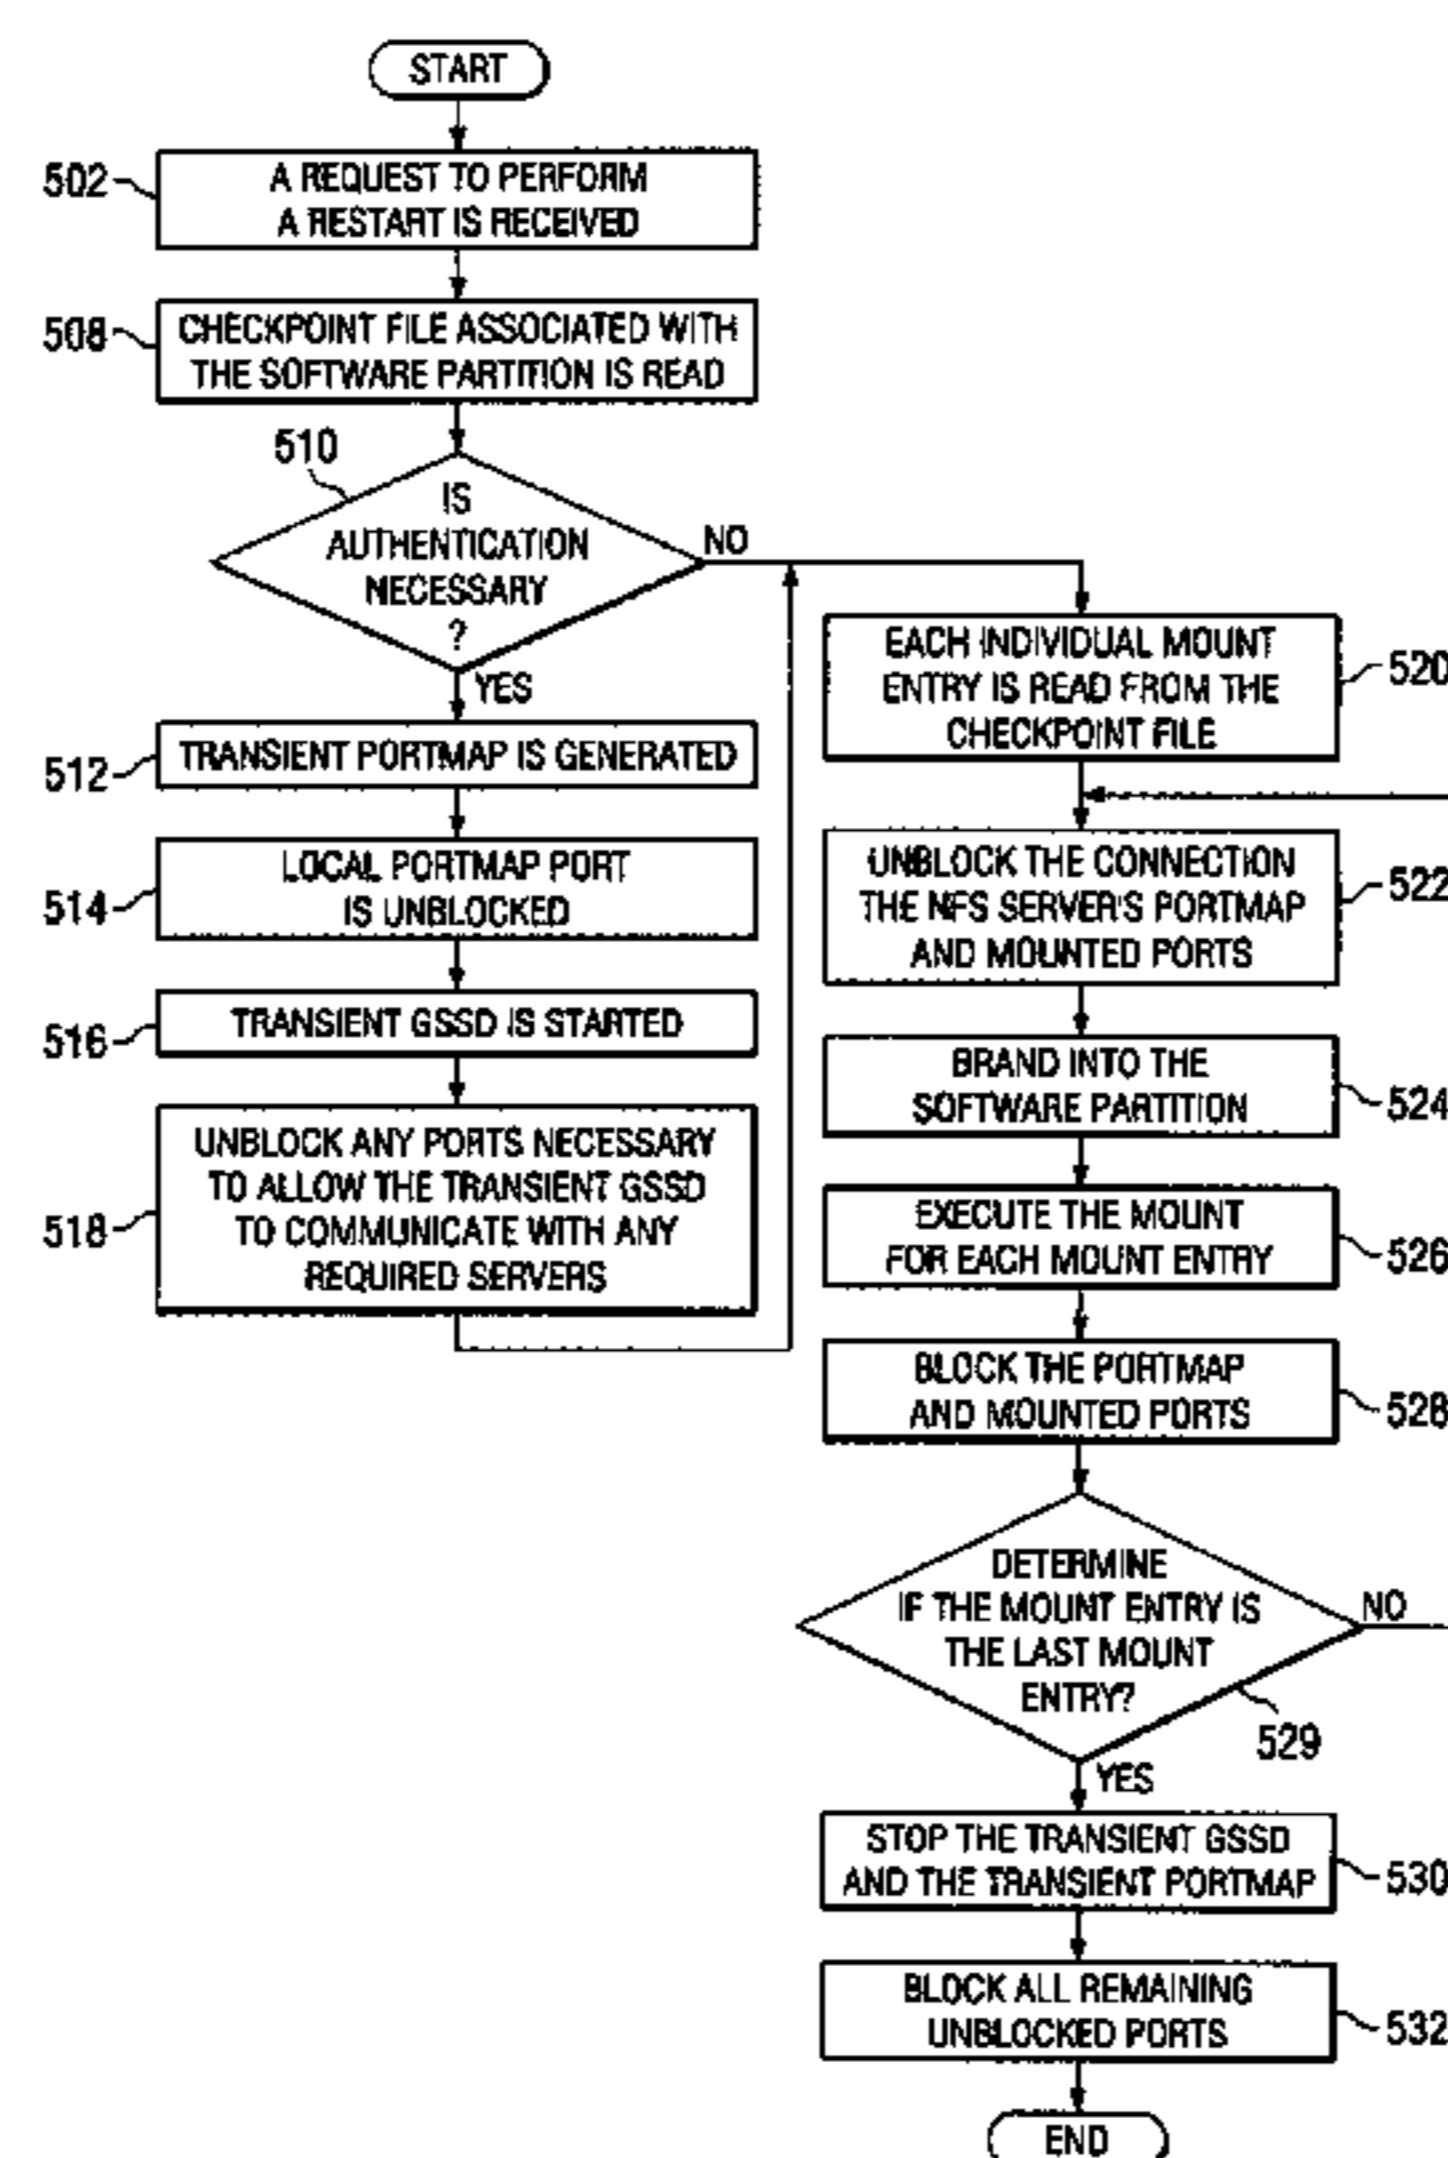 START
502
A REQUEST TO PERFORM
A RESTART IS RECEIVED
508
CHECKPOINT FILE ASSOCIATED WITH
THE SOFTWARE PARTITION IS READ
510
IS
AUTHENTICATION
NECESSARY
?
NO
YES
512
TRANSIENT PORTMAP IS GENERATED
514
LOCAL PORTMAP PORT
IS UNBLOCKED
516
TRANSIENT GSSD IS STARTED
518
UNBLOCK ANY PORTS NECESSARY
TO ALLOW THE TRANSIENT GSSD
TO COMMUNICATE WITH ANY
REQUIRED SERVERS
EACH INDIVIDUAL MOUNT
ENTRY IS READ FROM THE
CHECKPOINT FILE
520
UNBLOCK THE CONNECTION
THE NFS SERVER'S PORTMAP
AND MOUNTED PORTS
522
BRAND INTO THE
SOFTWARE PARTITION
524
EXECUTE THE MOUNT
FOR EACH MOUNT ENTRY
526
BLOCK THE PORTMAP
AND MOUNTED PORTS
528
DETERMINE
IF THE MOUNT ENTRY IS
THE LAST MOUNT
ENTRY?
NO
529
YES
STOP THE TRANSIENT GSSD
AND THE TRANSIENT PORTMAP
530
BLOCK ALL REMAINING
UNBLOCKED PORTS
532
END